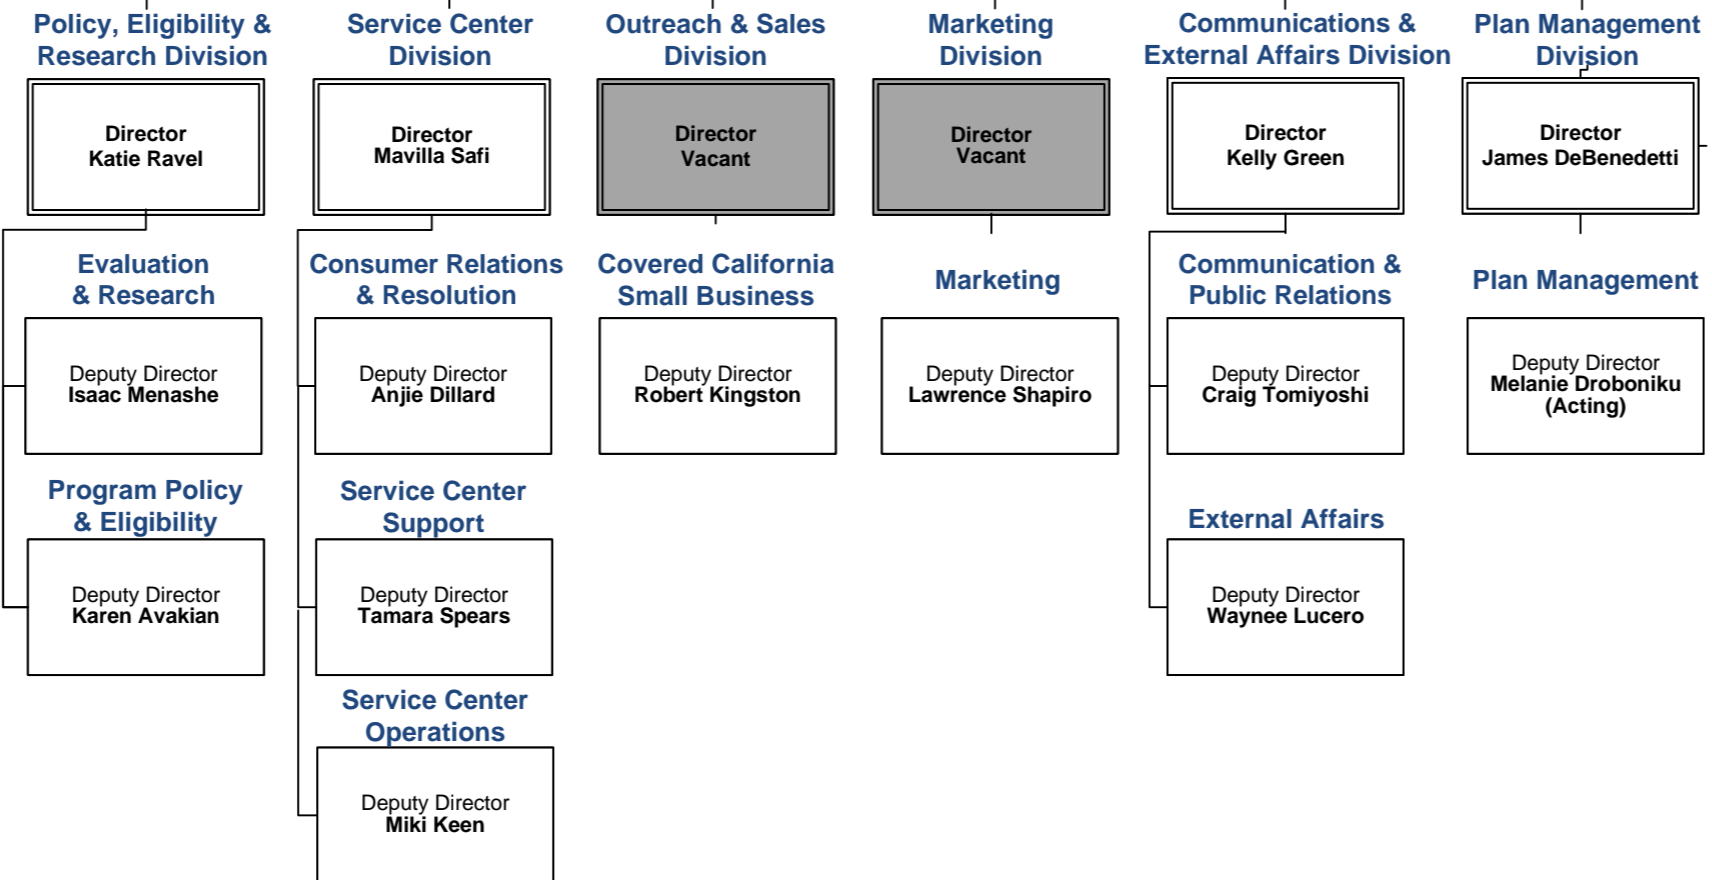 Policy, Eligibility &
Research Division
Director
Katie Ravel
Evaluation
& Research
Deputy Director
Isaac Menashe
Program Policy
& Eligibility
Deputy Director
Karen Avakian
Service Center
Division
Director
Mavilla Safi
Consumer Relations
& Resolution
Deputy Director
Anjie Dillard
Service Center
Support
Deputy Director
Tamara Spears
Service Center
Operations
Deputy Director
Miki Keen
Outreach & Sales
Division
Director
Vacant
Covered California
Small Business
Deputy Director
Robert Kingston
Marketing
Division
Director
Vacant
Marketing
Deputy Director
Lawrence Shapiro
Communications &
External Affairs Division
Director
Kelly Green
Communication &
Public Relations
Deputy Director
Craig Tomiyoshi
External Affairs
Deputy Director
Waynee Lucero
Plan Management
Division
Director
James DeBenedetti
Plan Management
Deputy Director
Melanie Droboniku
(Acting)